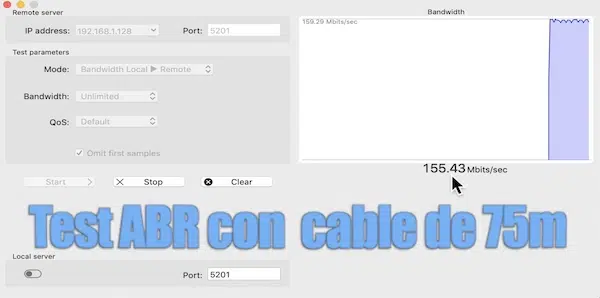 Remote server
IP address: 192.168.1.128 Port: 5201
Test parameters
Mode: Bandwidth Local ▶ Remote
Bandwidth: Unlimited
QoS: Default
Omit first samples
Start Stop Clear
Bandwidth
159.29 Mbits/sec
155.43 Mbits/sec
Test ABR con cable de 75m
Local server
Port: 5201